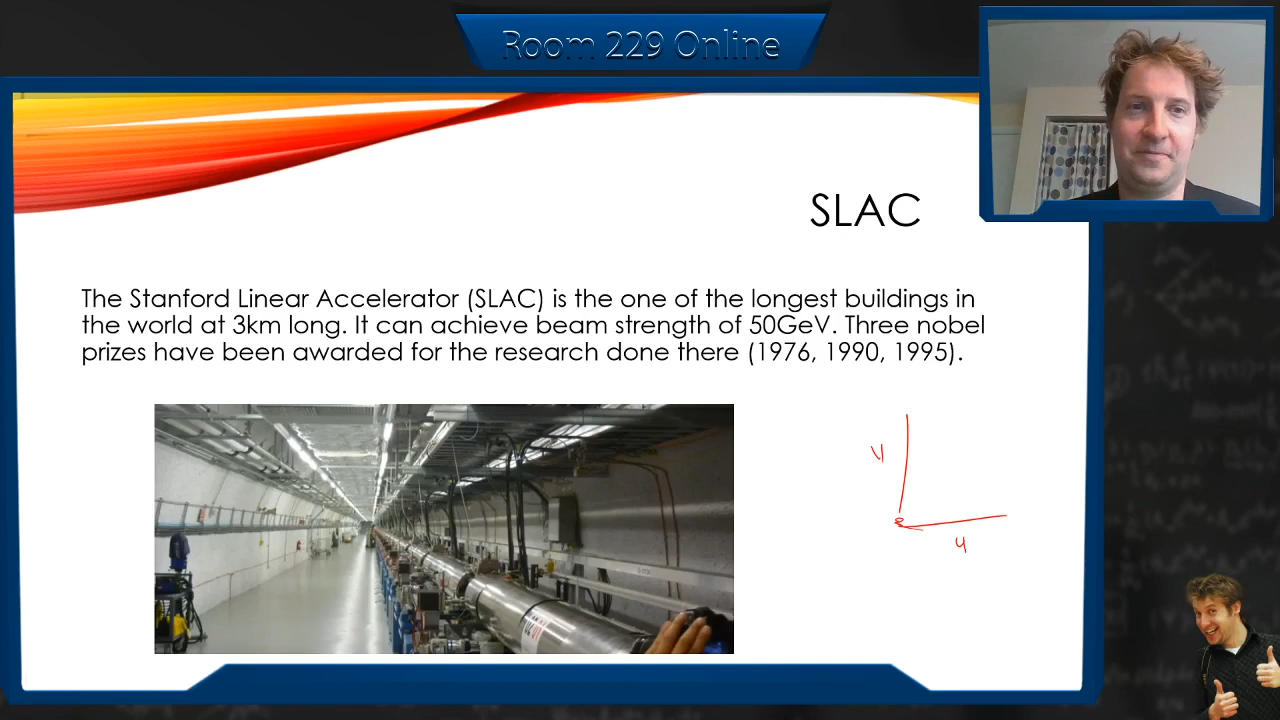 Room 229 Online
SLAC
The Stanford Linear Accelerator (SLAC) is the one of the longest buildings in
the world at 3km long. It can achieve beam strength of 50GeV. Three nobel
prizes have been awarded for the research done there (1976, 1990, 1995).